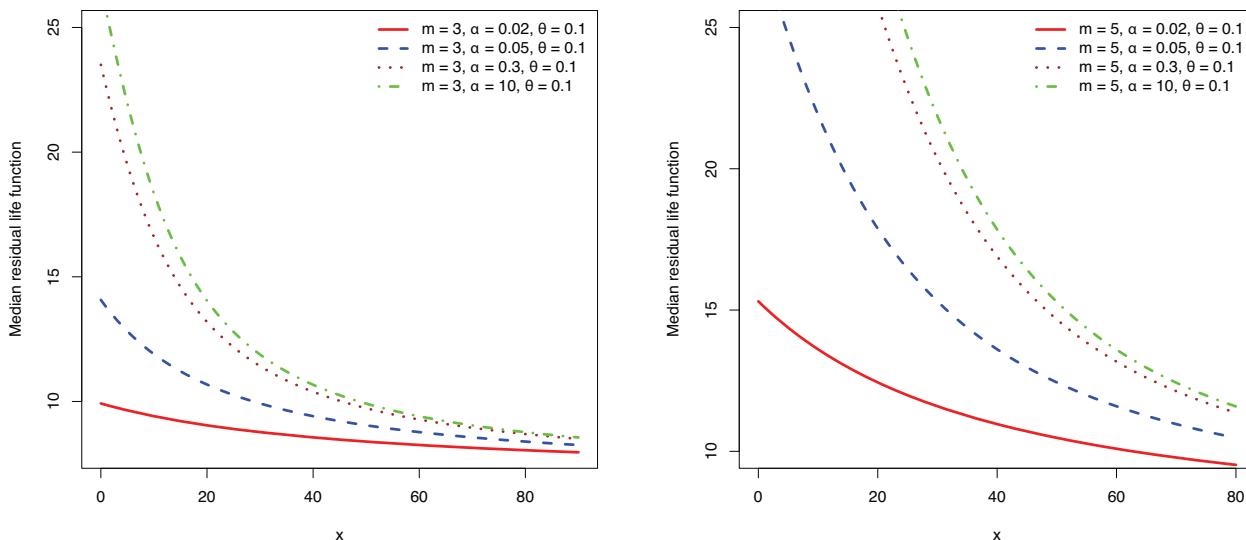 m = 3, α = 0.02, θ = 0.1
m = 3, α = 0.05, θ = 0.1
m = 3, α = 0.3, θ = 0.1
m = 3, α = 10, θ = 0.1
Median residual life function
25
20
15
10
0 20 40 60 80
x
m = 5, α = 0.02, θ = 0.1
m = 5, α = 0.05, θ = 0.1
m = 5, α = 0.3, θ = 0.1
m = 5, α = 10, θ = 0.1
Median residual life function
25
20
15
10
0 20 40 60 80
x